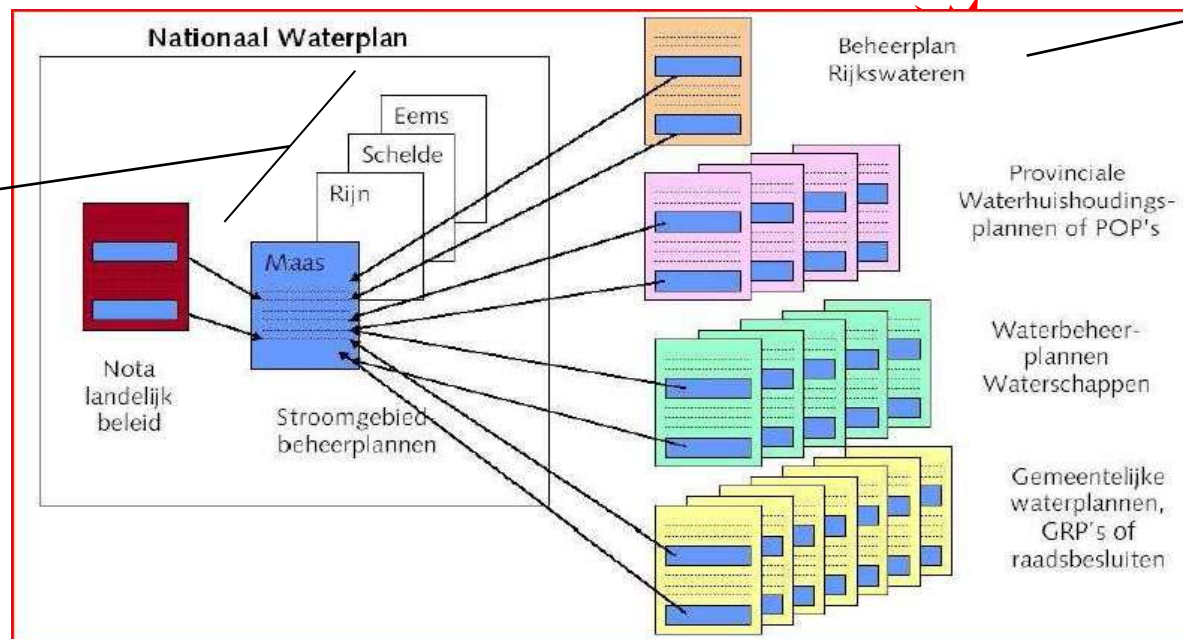 Nationaal Waterplan
Eems
Schelde
Rijn
Maas
Nota
landelijk
beleid
Stroomgebied
beheerplannen
Beheerplan
Rijkswateren
Provinciale
Waterhuishoudings-
plannen of POP's
Waterbeheer-
plannen
Waterschappen
Gemeentelijke
waterplannen,
GRP's of
raadsbesluiten